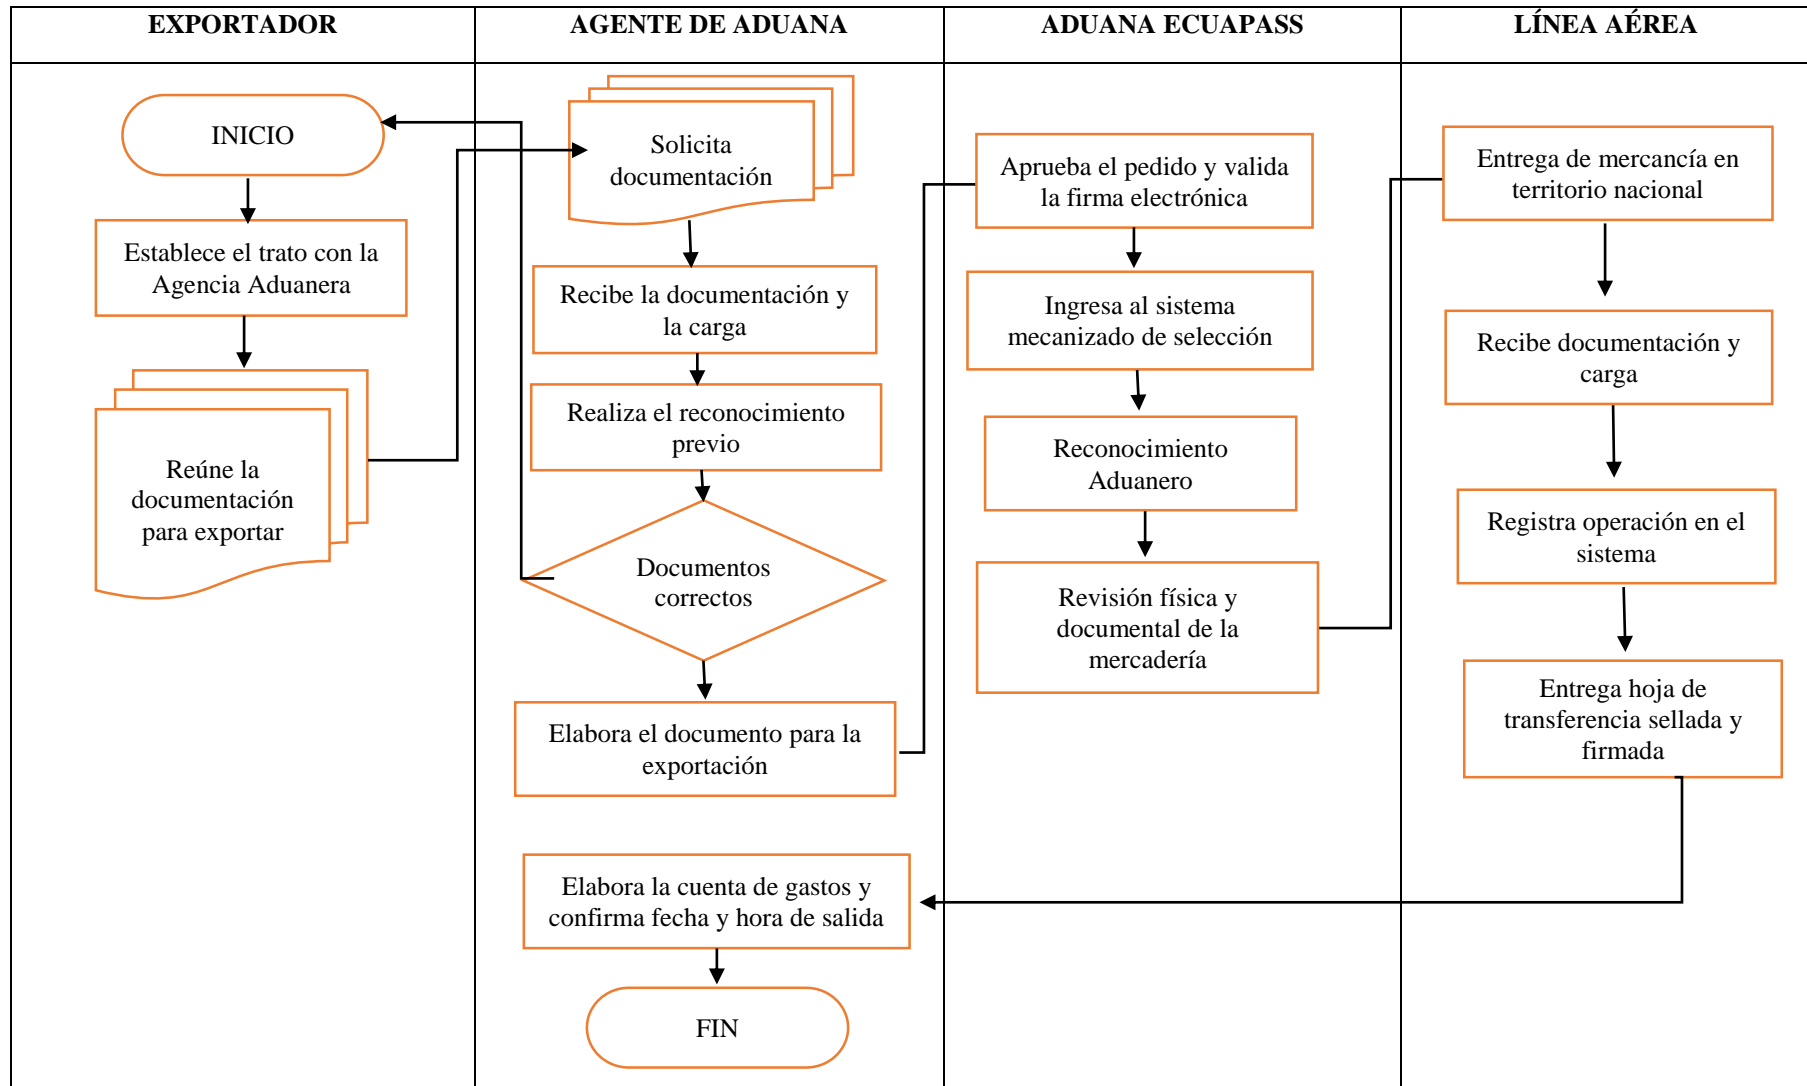 EXPORTADOR
AGENTE DE ADUANA
ADUANA ECUAPASS
LÍNEA AÉREA
INICIO
Establece el trato con la
Agencia Aduanera
Reúne la
documentación
para exportar
Solicita
documentación
Recibe la documentación y
la carga
Realiza el reconocimiento
previo
Documentos
correctos
Elabora el documento para la
exportación
Elabora la cuenta de gastos y
confirma fecha y hora de salida
FIN
Aprueba el pedido y valida
la firma electrónica
Ingresa al sistema
mecanizado de selección
Reconocimiento
Aduanero
Revisión física y
documental de la
mercadería
Entrega de mercancía en
territorio nacional
Recibe documentación y
carga
Registra operación en el
sistema
Entrega hoja de
transferencia sellada y
firmada